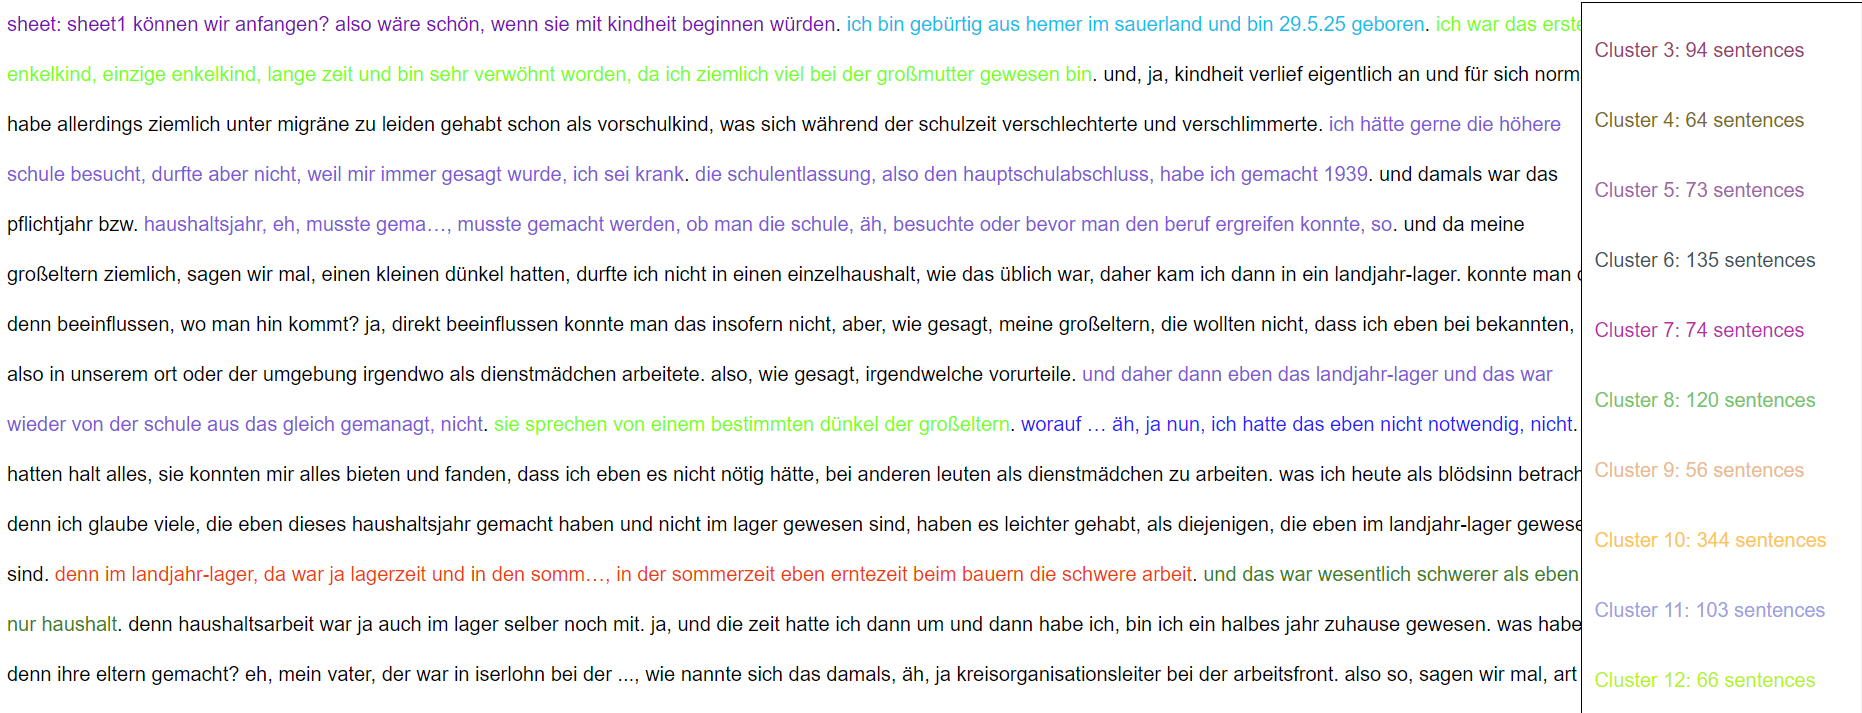 sheet: sheet1 können wir anfangen? also wäre schön, wenn sie mit kindheit beginnen würden. ich bin gebürtig aus hemer im sauerland und bin 29.5.25 geboren. ich war das erste
enkelkind, einzige enkelkind, lange zeit und bin sehr verwöhnt worden, da ich ziemlich viel bei der großmutter gewesen bin. und, ja, kindheit verlief eigentlich an und für sich norm
habe allerdings ziemlich unter migräne zu leiden gehabt schon als vorschulkind, was sich während der schulzeit verschlechterte und verschlimmerte. ich hätte gerne die höhere
schule besucht, durfte aber nicht, weil mir immer gesagt wurde, ich sei krank. die schulentlassung, also den hauptschulabschluss, habe ich gemacht 1939. und damals war das
pflichtjahr bzw. haushaltsjahr, eh, musste gema…, musste gemacht werden, ob man die schule, äh, besuchte oder bevor man den beruf ergreifen konnte, so. und da meine
großeltern ziemlich, sagen wir mal, einen kleinen dünkel hatten, durfte ich nicht in einen einzelhaushalt, wie das üblich war, daher kam ich dann in ein landjahr-lager. konnte man
denn beeinflussen, wo man hin kommt? ja, direkt beeinflussen konnte man das insofern nicht, aber, wie gesagt, meine großeltern, die wollten nicht, dass ich eben bei bekannten,
also in unserem ort oder der umgebung irgendwo als dienstmädchen arbeitete. also, wie gesagt, irgendwelche vorurteile. und daher dann eben das landjahr-lager und das war
wieder von der schule aus das gleich gemanagt, nicht. sie sprechen von einem bestimmten dünkel der großeltern. worauf … äh, ja nun, ich hatte das eben nicht notwendig, nicht.
hatten halt alles, sie konnten mir alles bieten und fanden, dass ich eben es nicht nötig hätte, bei anderen leuten als dienstmädchen zu arbeiten. was ich heute als blödsinn betrach
denn ich glaube viele, die eben dieses haushaltsjahr gemacht haben und nicht im lager gewesen sind, haben es leichter gehabt, als diejenigen, die eben im landjahr-lager gewese
sind. denn im landjahr-lager, da war ja lagerzeit und in den somm…, in der sommerzeit eben erntezeit beim bauern die schwere arbeit. und das war wesentlich schwerer als eben
nur haushalt. denn haushaltsarbeit war ja auch im lager selber noch mit. ja, und die zeit hatte ich dann um und dann habe ich, bin ich ein halbes jahr zuhause gewesen. was habe
denn ihre eltern gemacht? eh, mein vater, der war in iserlohn bei der ..., wie nannte sich das damals, äh, ja kreisorganisationsleiter bei der arbeitsfront. also so, sagen wir mal, art
Cluster 3: 94 sentences
Cluster 4: 64 sentences
Cluster 5: 73 sentences
Cluster 6: 135 sentences
Cluster 7: 74 sentences
Cluster 8: 120 sentences
Cluster 9: 56 sentences
Cluster 10: 344 sentences
Cluster 11: 103 sentences
Cluster 12: 66 sentences